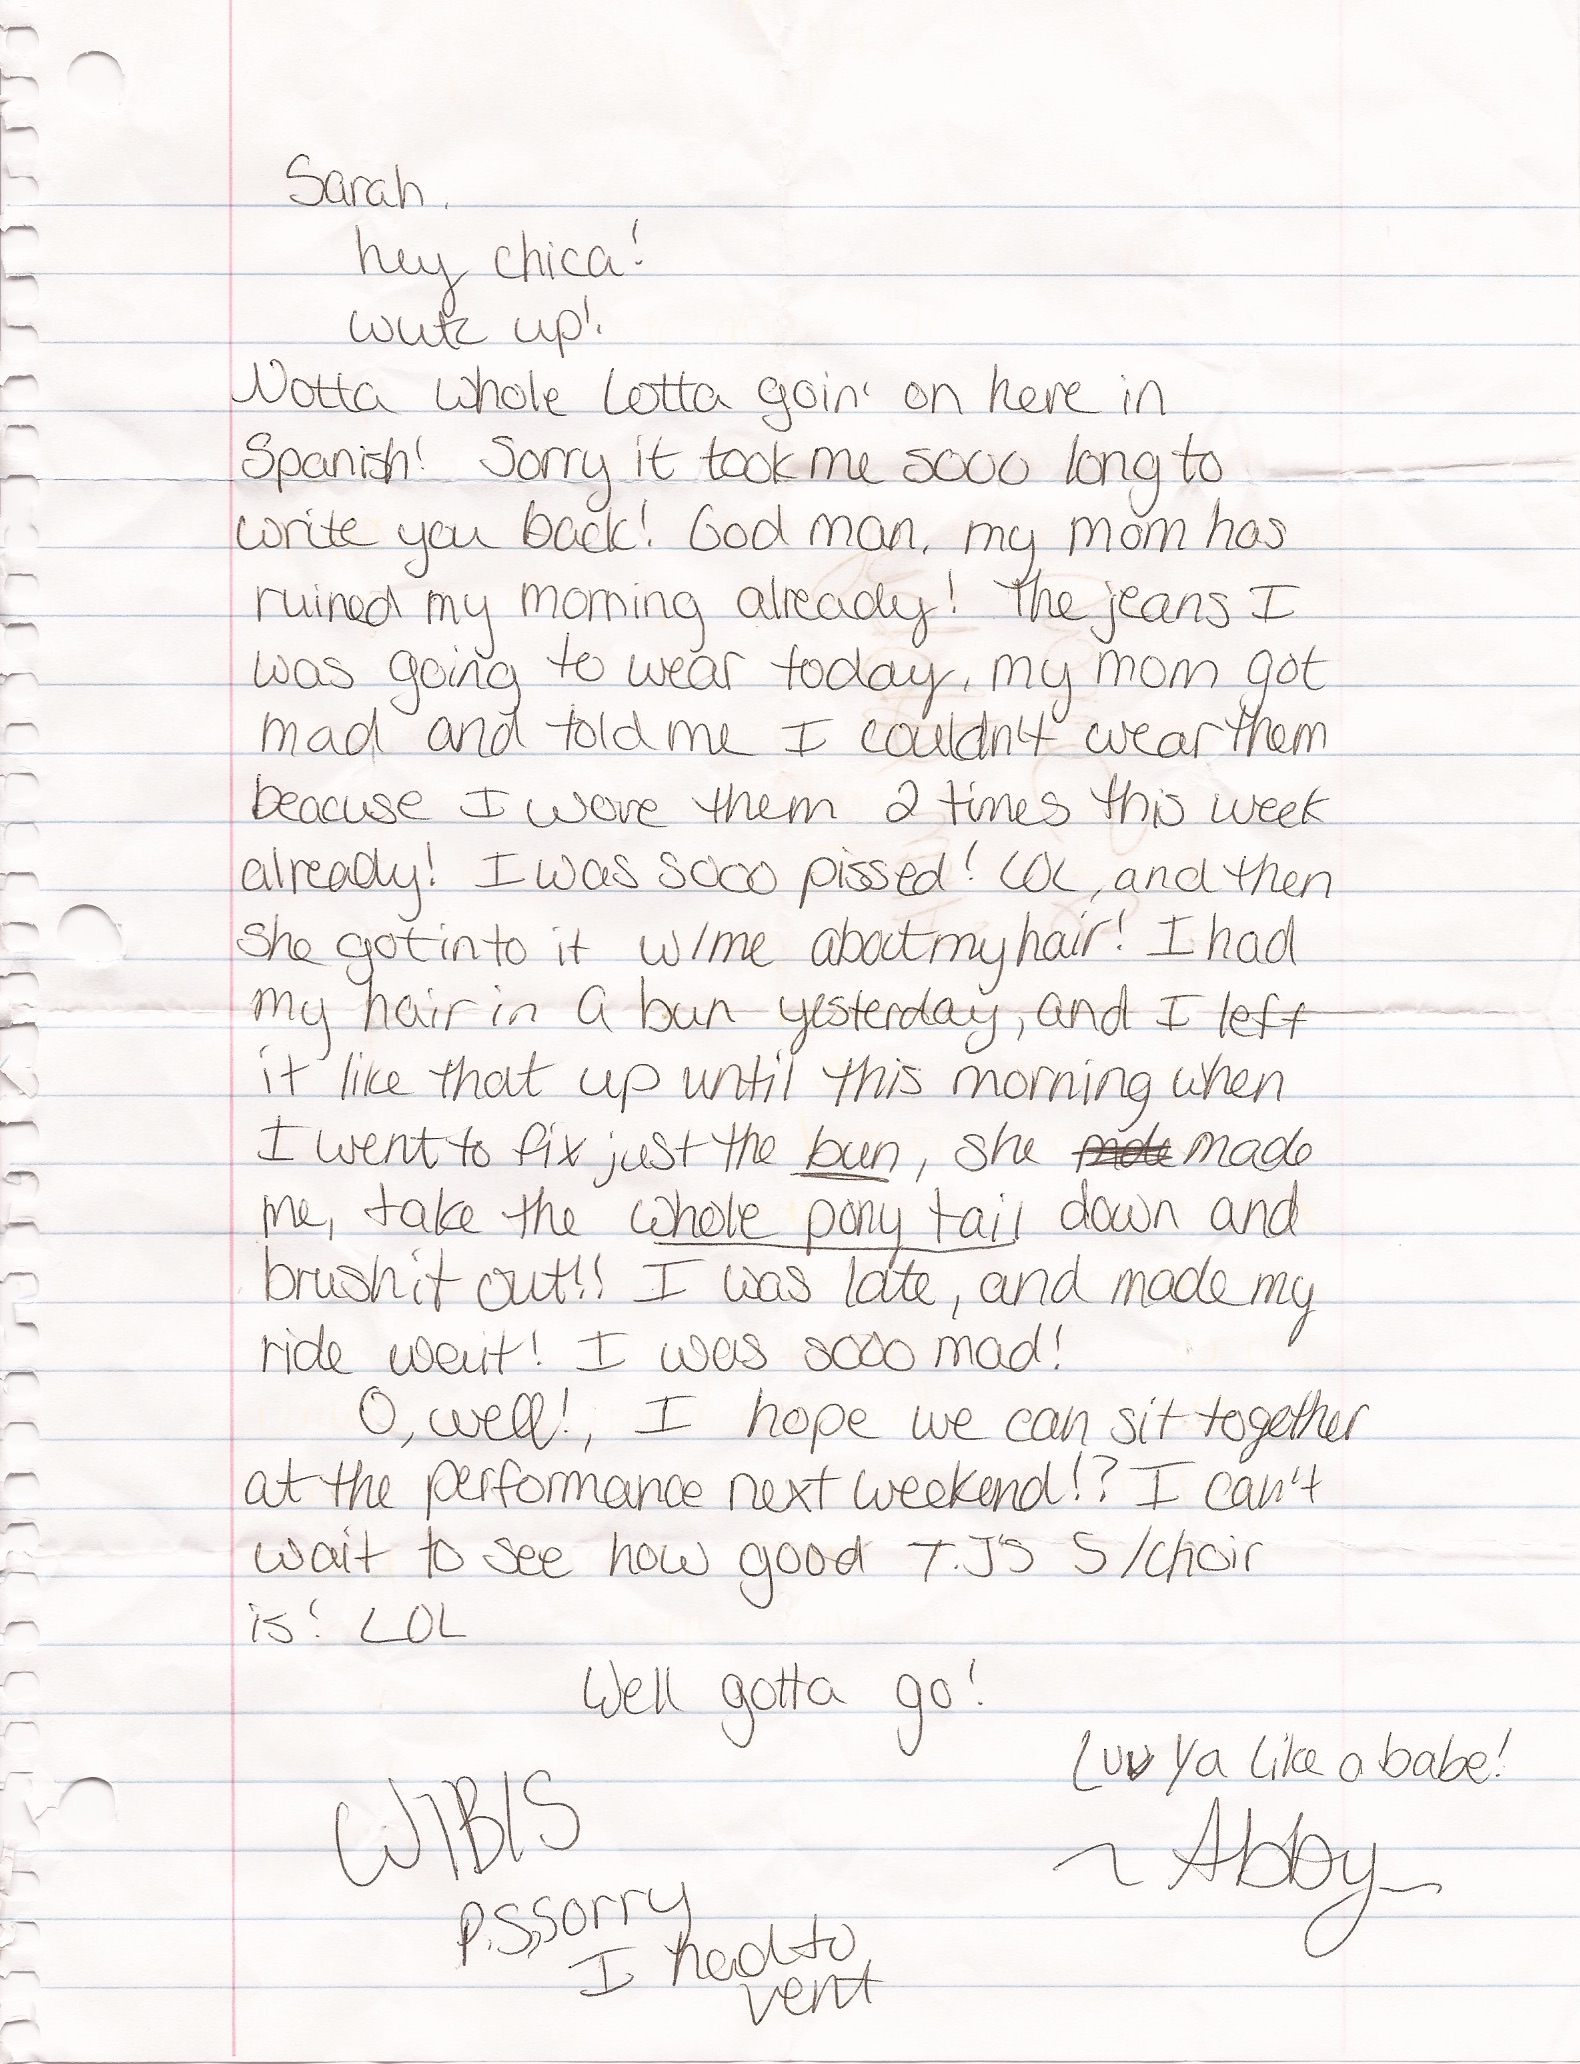 Sarah,
hey chica!
wutz up!
Notta whole Lotta goin' on here in
Spanish! Sorry it took me sooo long to
write you back! God man, my mom has
ruined my morning already! The jeans I
was going to wear today, my mom got
mad and told me I couldn't wear them
beacuse I wore them 2 times this week
already! I was sooo pissed! LOL, and then
she got into it w/me about my hair! I had
my hair in a bun yesterday, and I left
it like that up until this morning when
I went to fix just the bun, she made
me, take the whole pony tail down and
brush it out!! I was late, and made my
ride wait! I was sooo mad!
O, well!, I hope we can sit together
at the performance next weekend!? I can't
wait to see how good T.J's S/choir
is! LOL
Well gotta go!
Luv Ya Like a babe!
~Abby~
W/B/S
P.S, sorry
I had to
vent